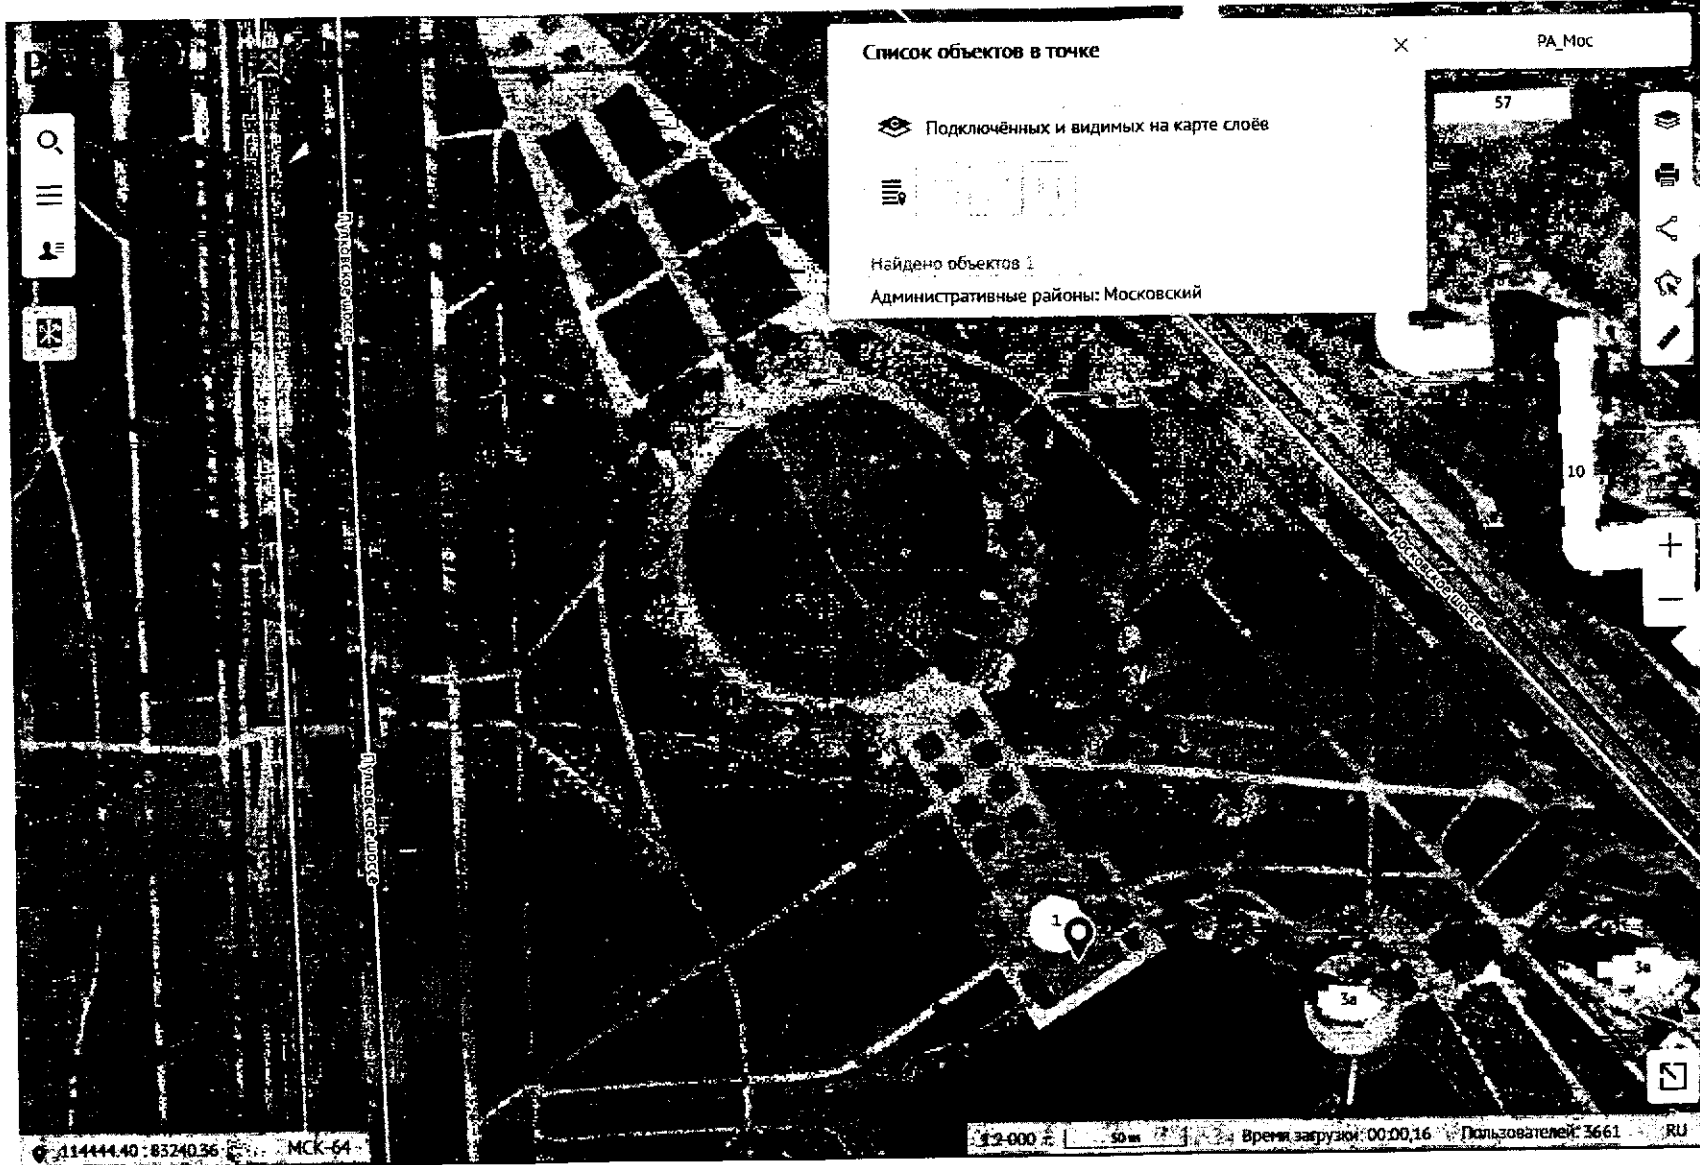 Список объектов в точке
РА_Мос
Подключённых и видимых на карте слоёв
Найдено объектов 1
Административные районы: Московский
57
10
Пулковское шоссе
Московское шоссе
Пулковское шоссе
1
3а
3а
114444.40 : 83240.36
МСК-64
1:2 000
50 m
Время загрузки: 00:00,16
Пользователей: 3661
RU